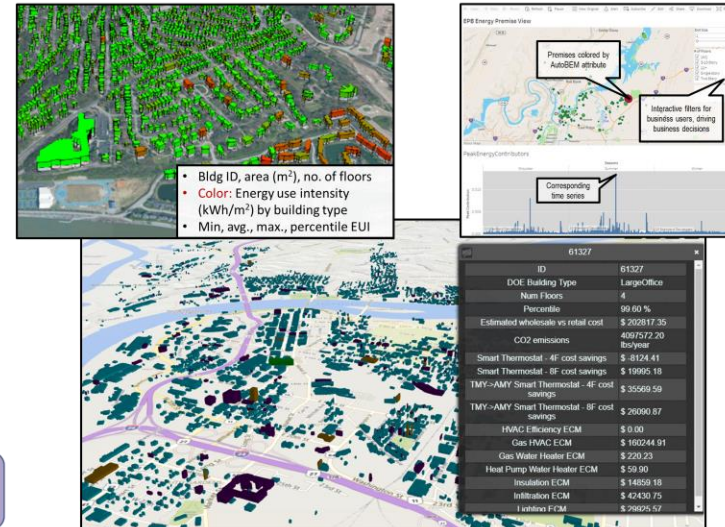 • Bldg ID, area (m²), no. of floors
• Color: Energy use intensity
(kWh/m²) by building type
• Min, avg., max., percentile EUI
EPB Energy Premise View
Premises colored by
AutoBEM attribute
Interactive filters for
business users, driving
business decisions
PeakEnergyContributors
Corresponding
time series
61327
ID 61327
DOE Building Type LargeOffice
Num Floors 4
Percentile 99.60 %
Estimated wholesale vs retail cost $ 202817.35
CO2 emissions 4097572.20
lbs/year
Smart Thermostat - 4F cost savings $ -8124.41
Smart Thermostat - 8F cost savings $ 19995.18
TMY->AMY Smart Thermostat - 4F cost
savings $ 35569.59
TMY->AMY Smart Thermostat - 8F cost
savings $ 26090.87
HVAC Efficiency ECM $ 0.00
Gas HVAC ECM $ 160244.91
Gas Water Heater ECM $ 220.23
Heat Pump Water Heater ECM $ 59.90
Insulation ECM $ 14859.18
Infiltration ECM $ 42430.75
Lighting ECM $ 29925.57